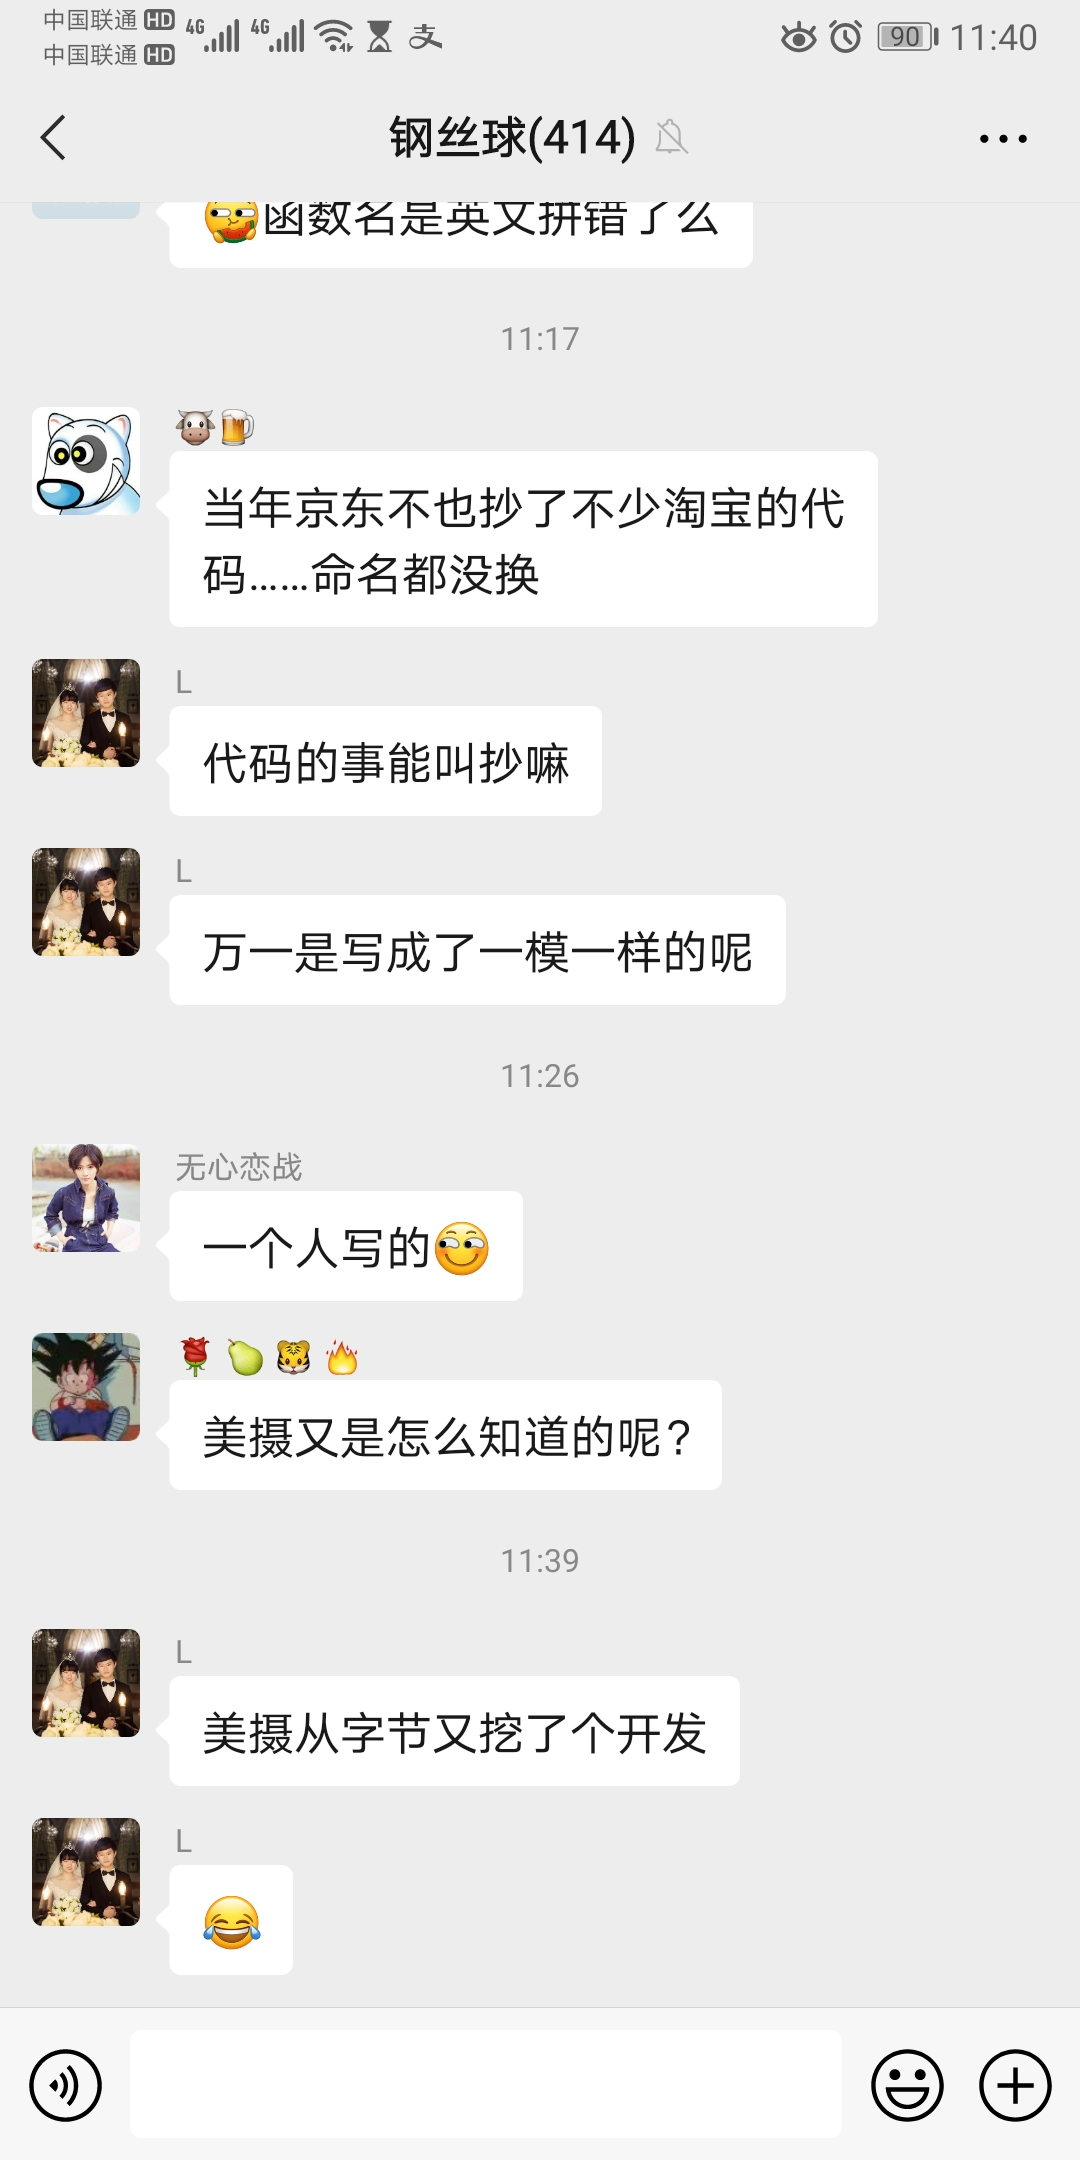 中国联通 HD 4G 4G 90 11:40
中国联通 HD
钢丝球(414)
函数名是英文拼错了么
11:17
🐮🍺
当年京东不也抄了不少淘宝的代
码……命名都没换
L
代码的事能叫抄嘛
L
万一是写成了一模一样的呢
11:26
无心恋战
一个人写的
🌹🍐🐯🔥
美摄又是怎么知道的呢?
11:39
L
美摄从字节又挖了个开发
L
😂